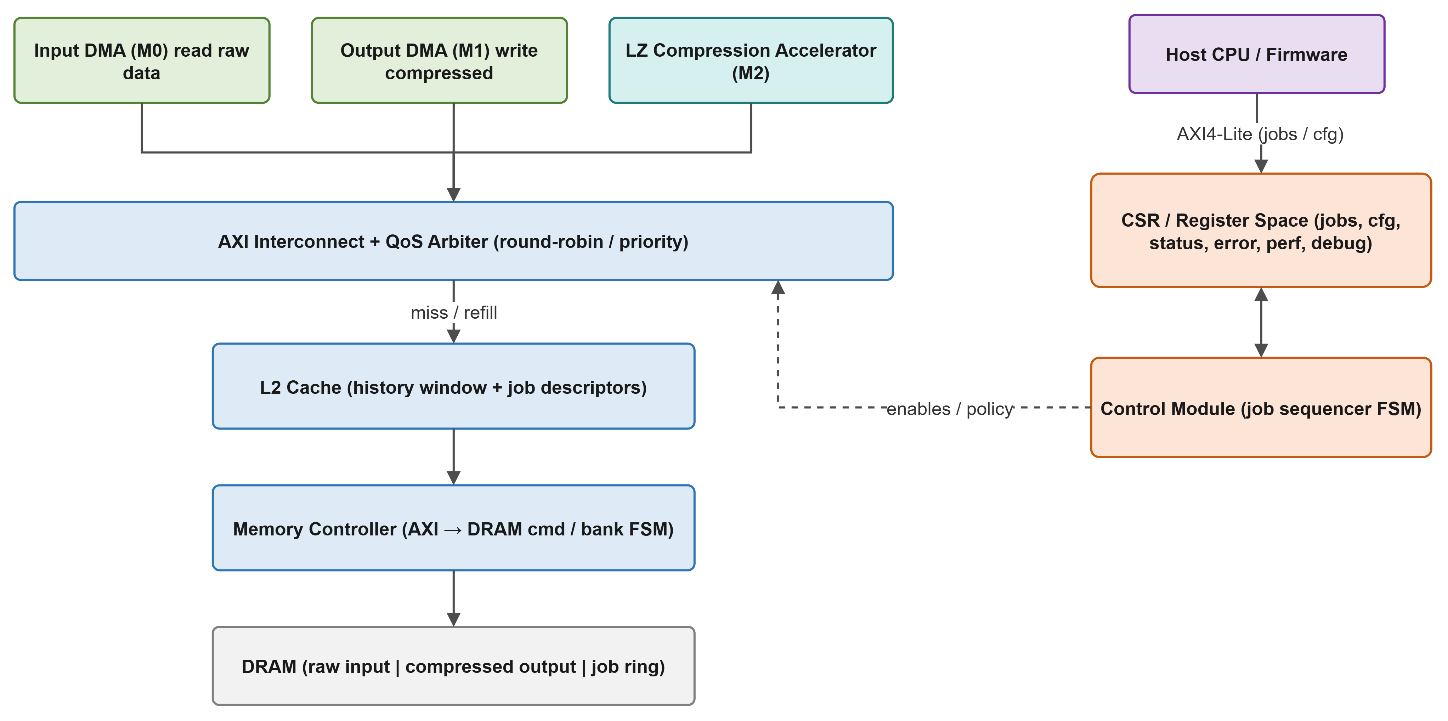 Input DMA (M0) read raw
data
Output DMA (M1) write
compressed
LZ Compression Accelerator
(M2)
Host CPU / Firmware
AXI4-Lite (jobs / cfg)
CSR / Register Space (jobs, cfg,
status, error, perf, debug)
AXI Interconnect + QoS Arbiter (round-robin / priority)
miss / refill
L2 Cache (history window + job descriptors)
enables / policy
Control Module (job sequencer FSM)
Memory Controller (AXI → DRAM cmd / bank FSM)
DRAM (raw input | compressed output | job ring)